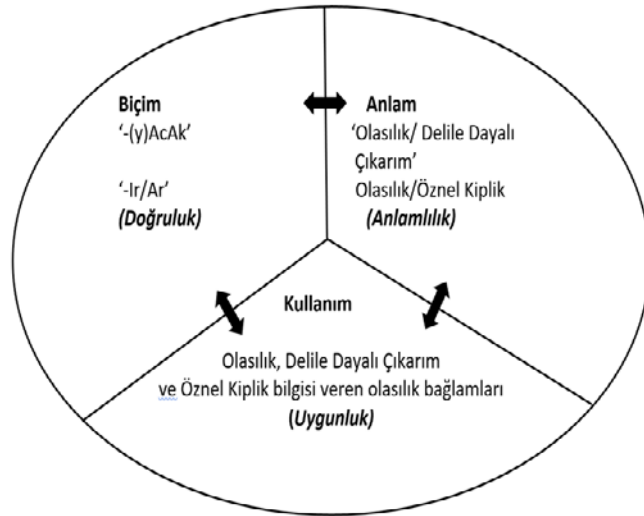 Biçim
'-(y)AcAk'
'-Ir/Ar'
(Doğruluk)
Anlam
'Olasılık/ Delile Dayalı
Çıkarım'
Olasılık/Öznel Kiplik
(Anlamlılık)
Kullanım
Olasılık, Delile Dayalı Çıkarım
ve Öznel Kiplik bilgisi veren olasılık bağlamları
(Uygunluk)